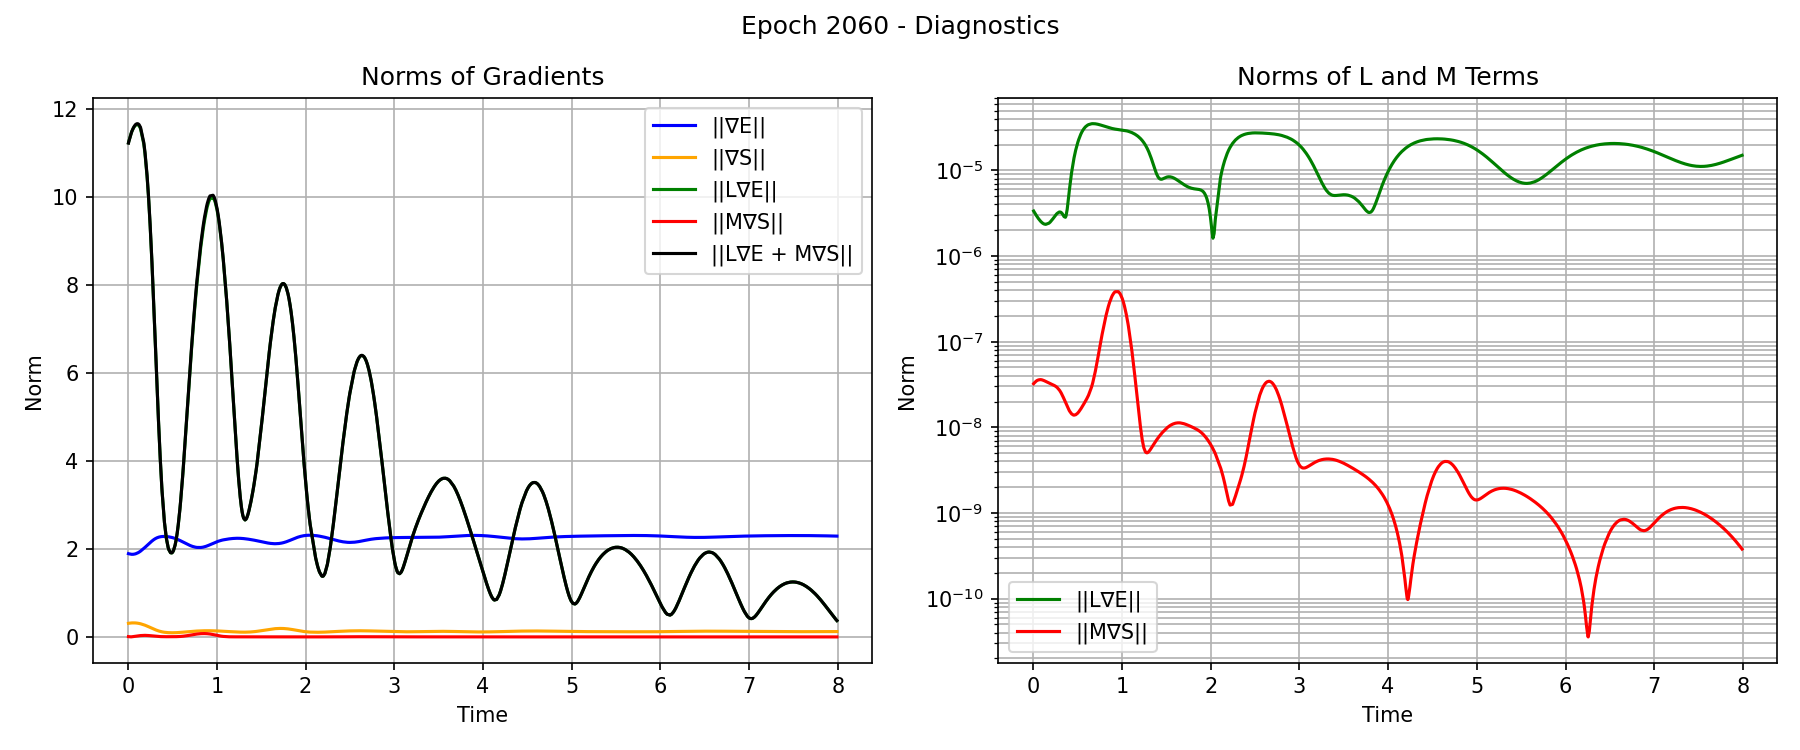 Epoch 2060 - Diagnostics
Norms of Gradients
12
10
8
6
4
2
0
Norm
0 1 2 3 4 5 6 7 8
Time
||∇E||
||∇S||
||L∇E||
||M∇S||
||L∇E + M∇S||
Norms of L and M Terms
10⁻⁵
10⁻⁶
10⁻⁷
10⁻⁸
10⁻⁹
10⁻¹⁰
Norm
0 1 2 3 4 5 6 7 8
Time
||L∇E||
||M∇S||